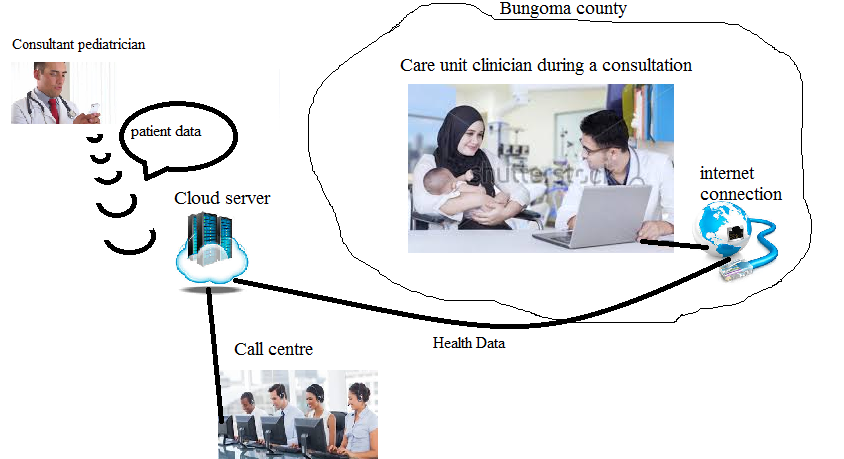 Bungoma county
Consultant pediatrician
Care unit clinician during a consultation
patient data
shutterstock
internet
connection
Cloud server
Health Data
Call centre